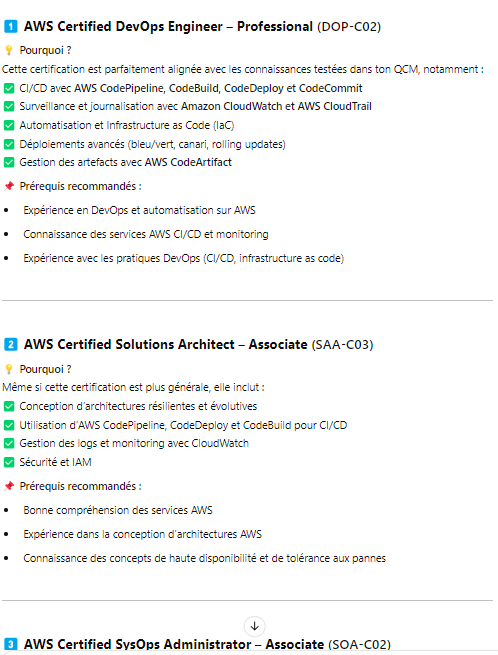 1 AWS Certified DevOps Engineer – Professional (DOP-C02)
💡 Pourquoi ?
Cette certification est parfaitement alignée avec les connaissances testées dans ton QCM, notamment :
✅ CI/CD avec AWS CodePipeline, CodeBuild, CodeDeploy et CodeCommit
✅ Surveillance et journalisation avec Amazon CloudWatch et AWS CloudTrail
✅ Automatisation et Infrastructure as Code (IaC)
✅ Déploiements avancés (bleu/vert, canari, rolling updates)
✅ Gestion des artefacts avec AWS CodeArtifact
📌 Prérequis recommandés :
• Expérience en DevOps et automatisation sur AWS
• Connaissance des services AWS CI/CD et monitoring
• Expérience avec les pratiques DevOps (CI/CD, infrastructure as code)
2 AWS Certified Solutions Architect – Associate (SAA-C03)
💡 Pourquoi ?
Même si cette certification est plus générale, elle inclut :
✅ Conception d'architectures résilientes et évolutives
✅ Utilisation d'AWS CodePipeline, CodeDeploy et CodeBuild pour CI/CD
✅ Gestion des logs et monitoring avec CloudWatch
✅ Sécurité et IAM
📌 Prérequis recommandés :
• Bonne compréhension des services AWS
• Expérience dans la conception d'architectures AWS
• Connaissance des concepts de haute disponibilité et de tolérance aux pannes
3 AWS Certified SysOps Administrator – Associate (SOA-C02)